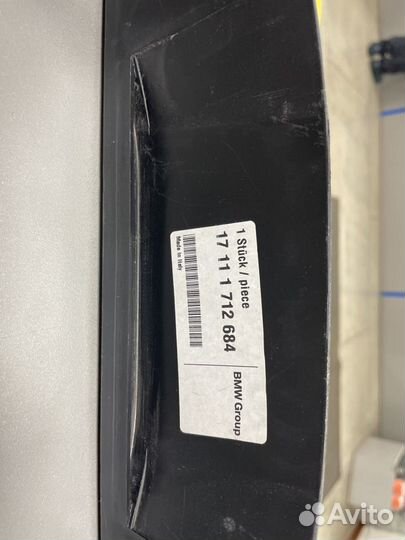 1 Stück / piece
17 11 1 712 684
Made in Italy
BMW Group
Avito